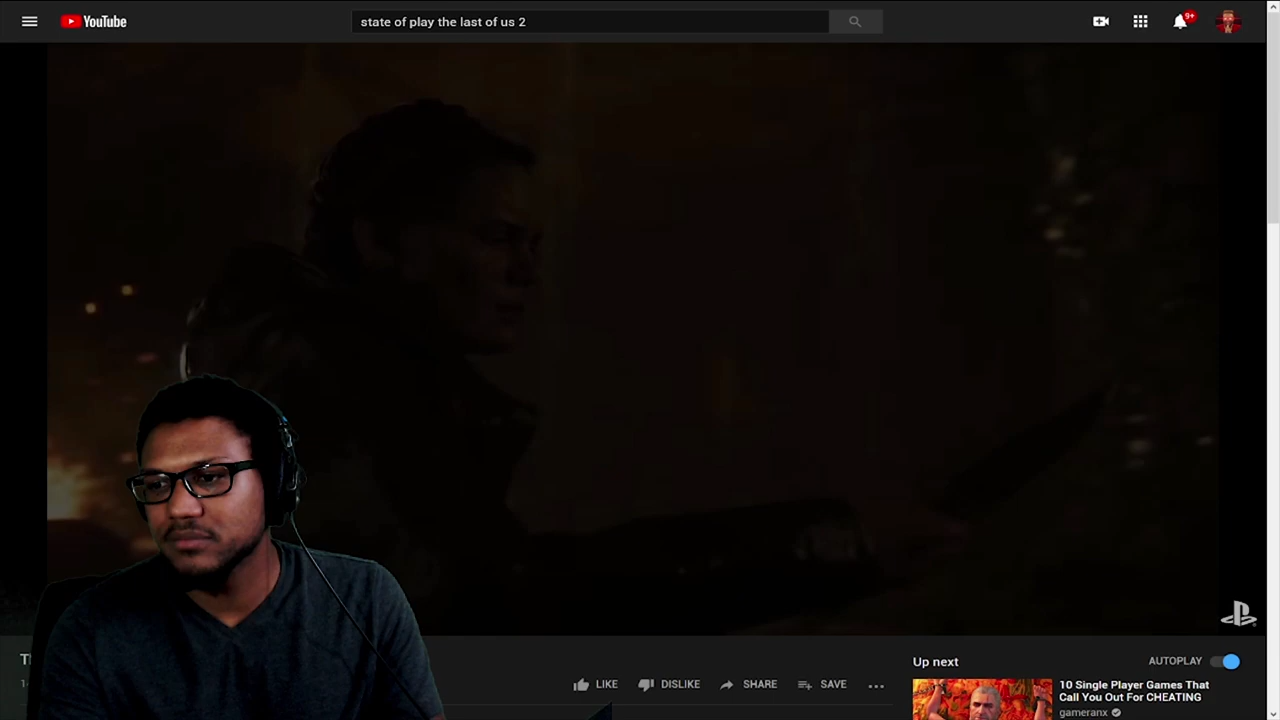 YouTube
state of play the last of us 2
9+
Up next
AUTOPLAY
LIKE
DISLIKE
SHARE
SAVE
10 Single Player Games That
Call You Out For CHEATING
gameranx